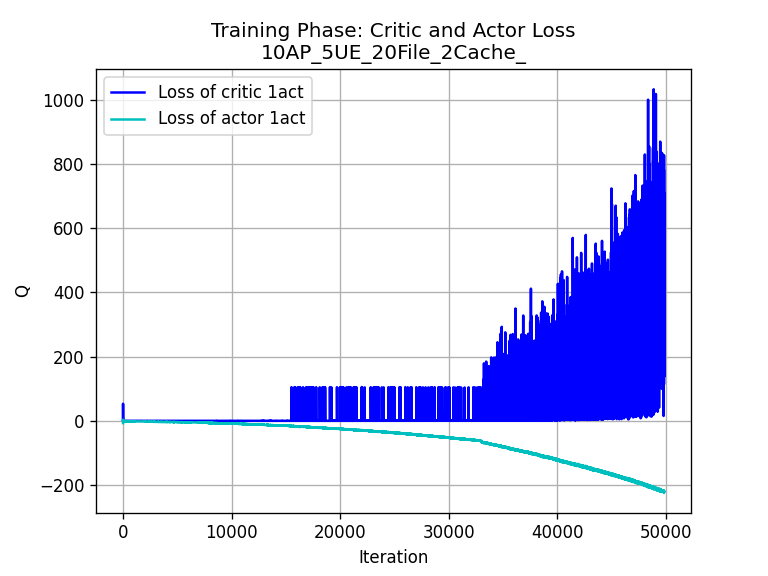 Training Phase: Critic and Actor Loss
10AP_5UE_20File_2Cache_
Loss of critic 1act
Loss of actor 1act
1000
800
600
400
200
0
−200
Q
0 10000 20000 30000 40000 50000
Iteration